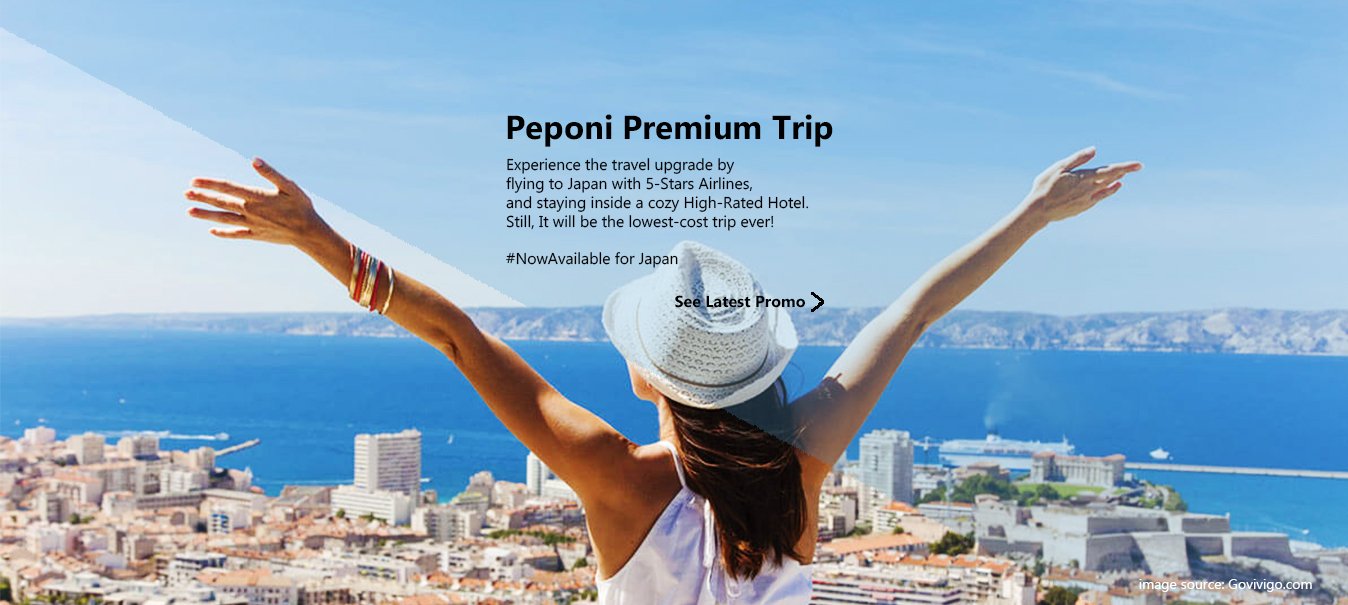 Peponi Premium Trip
Experience the travel upgrade by
flying to Japan with 5-Stars Airlines,
and staying inside a cozy High-Rated Hotel.
Still, It will be the lowest-cost trip ever!
#NowAvailable for Japan
See Latest Promo
image source: Govivigo.com